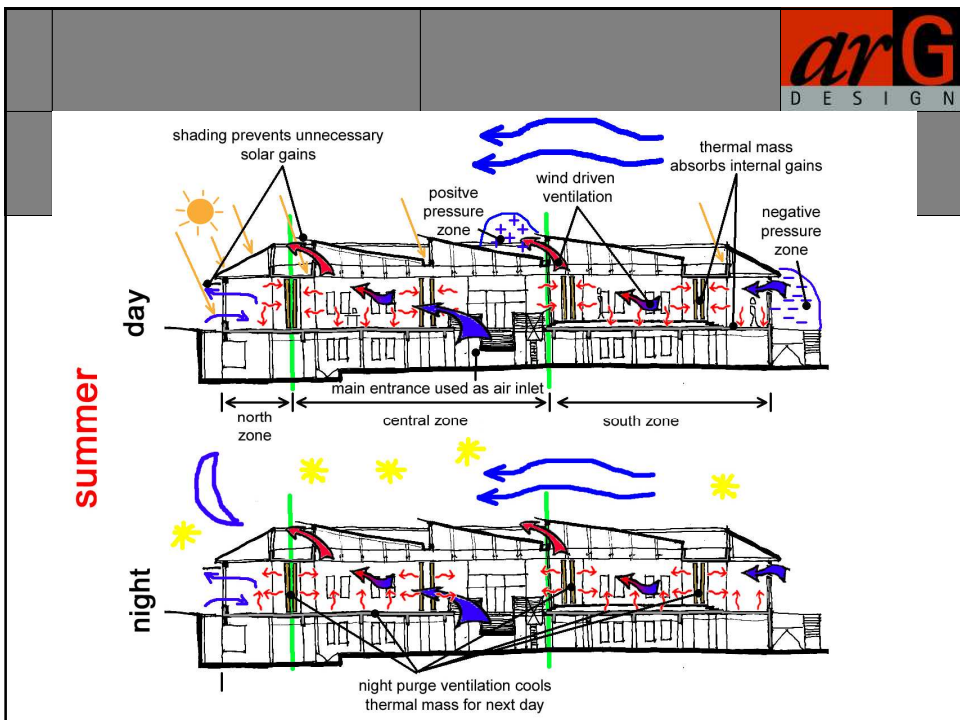 arG
DESIGN
shading prevents unnecessary
solar gains
positve
pressure
zone
wind driven
ventilation
thermal mass
absorbs internal gains
negative
pressure
zone
day
main entrance used as air inlet
north
zone
central zone
south zone
summer
night
night purge ventilation cools
thermal mass for next day